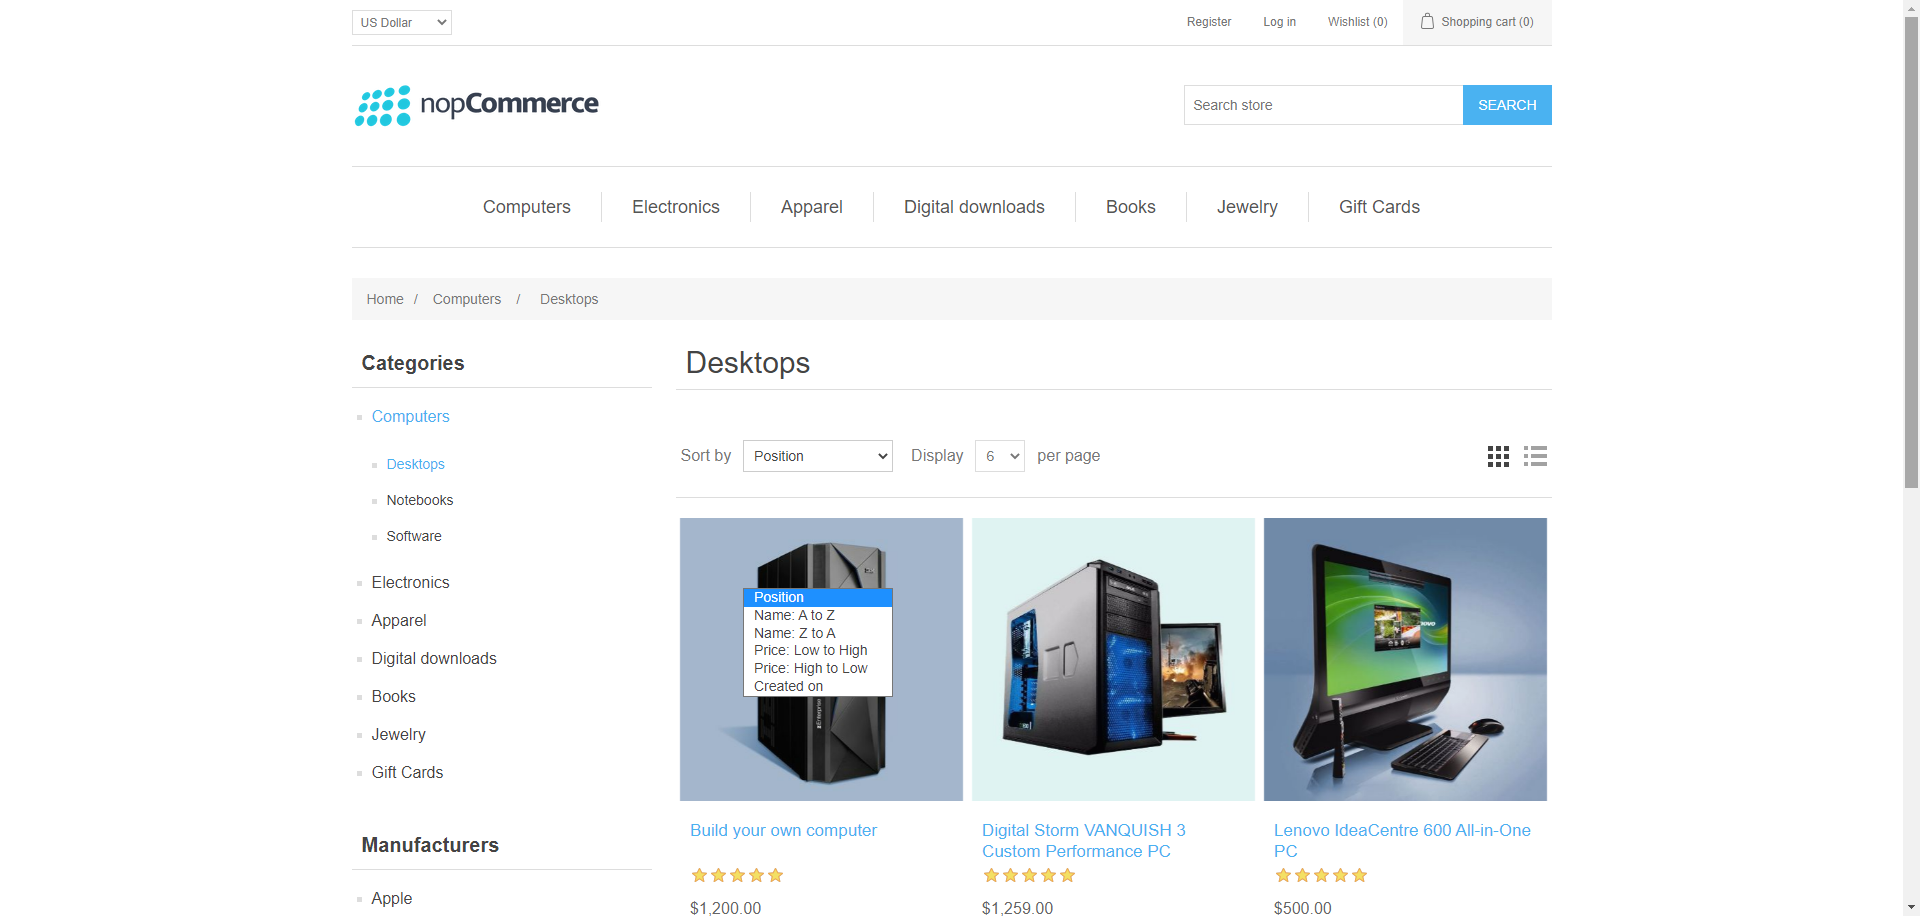 US Dollar
Register
Log in
Wishlist (0)
Shopping cart (0)
nopCommerce
Search store
SEARCH
Computers
Electronics
Apparel
Digital downloads
Books
Jewelry
Gift Cards
Home / Computers / Desktops
Categories
Computers
Desktops
Notebooks
Software
Electronics
Apparel
Digital downloads
Books
Jewelry
Gift Cards
Manufacturers
Apple
Desktops
Sort by Position Display 6 per page
Position
Name: A to Z
Name: Z to A
Price: Low to High
Price: High to Low
Created on
Build your own computer
$1,200.00
Digital Storm VANQUISH 3
Custom Performance PC
$1,259.00
Lenovo IdeaCentre 600 All-in-One
PC
$500.00